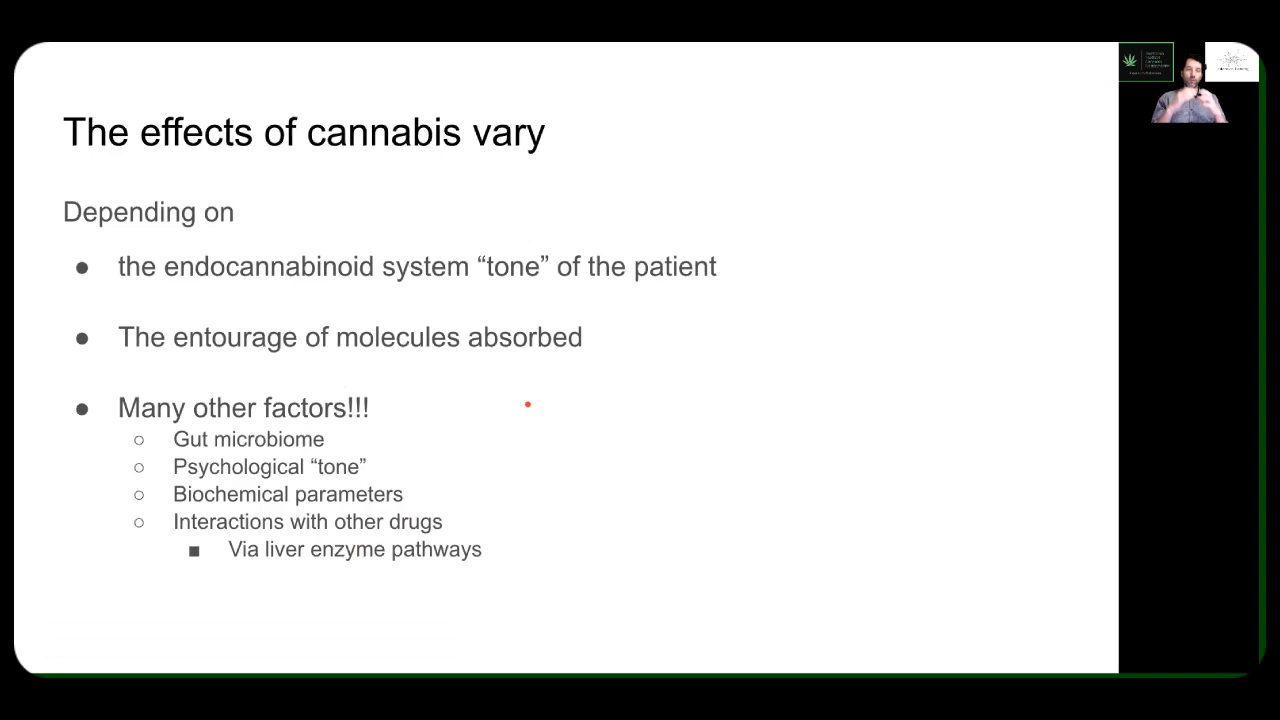 The effects of cannabis vary
Depending on
● the endocannabinoid system “tone” of the patient
● The entourage of molecules absorbed
● Many other factors!!!
○ Gut microbiome
○ Psychological “tone”
○ Biochemical parameters
○ Interactions with other drugs
■ Via liver enzyme pathways